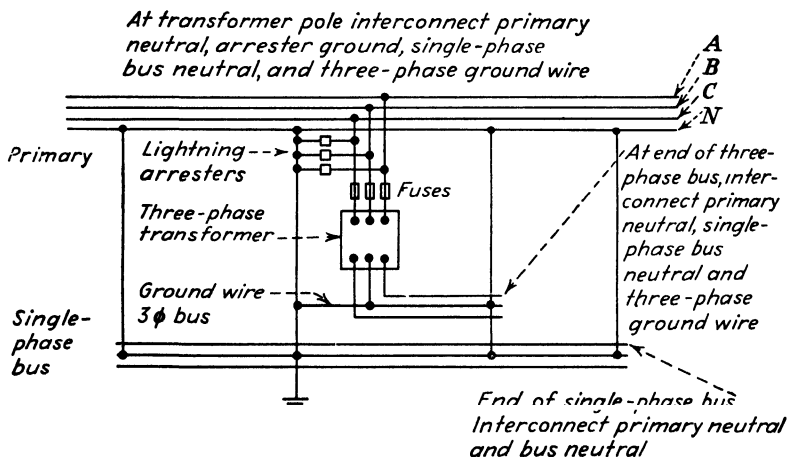 At transformer pole interconnect primary
neutral, arrester ground, single-phase
bus neutral, and three-phase ground wire
A
B
C
N
Primary
Lightning
arresters
Fuses
Three-phase
transformer
Ground wire
3ϕ bus
At end of three-
phase bus, inter-
connect primary
neutral, single-
phase bus
neutral and
three-phase
ground wire
Single-
phase
bus
End of single-phase bus
Interconnect primary neutral
and bus neutral